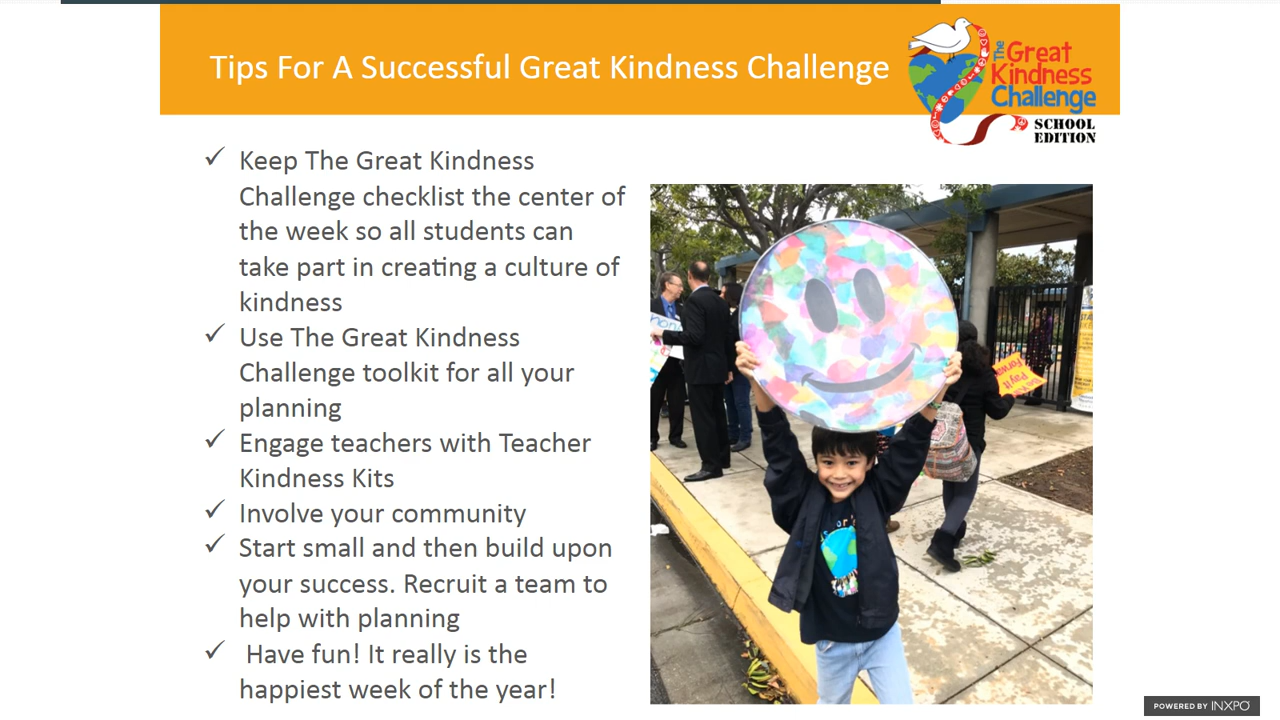 Tips For A Successful Great Kindness Challenge
The
Great
Kindness
Challenge
SCHOOL
EDITION
✓ Keep The Great Kindness
Challenge checklist the center of
the week so all students can
take part in creating a culture of
kindness
✓ Use The Great Kindness
Challenge toolkit for all your
planning
✓ Engage teachers with Teacher
Kindness Kits
✓ Involve your community
✓ Start small and then build upon
your success. Recruit a team to
help with planning
✓ Have fun! It really is the
happiest week of the year!
Pay It
Forward
POWERED BY INXPO